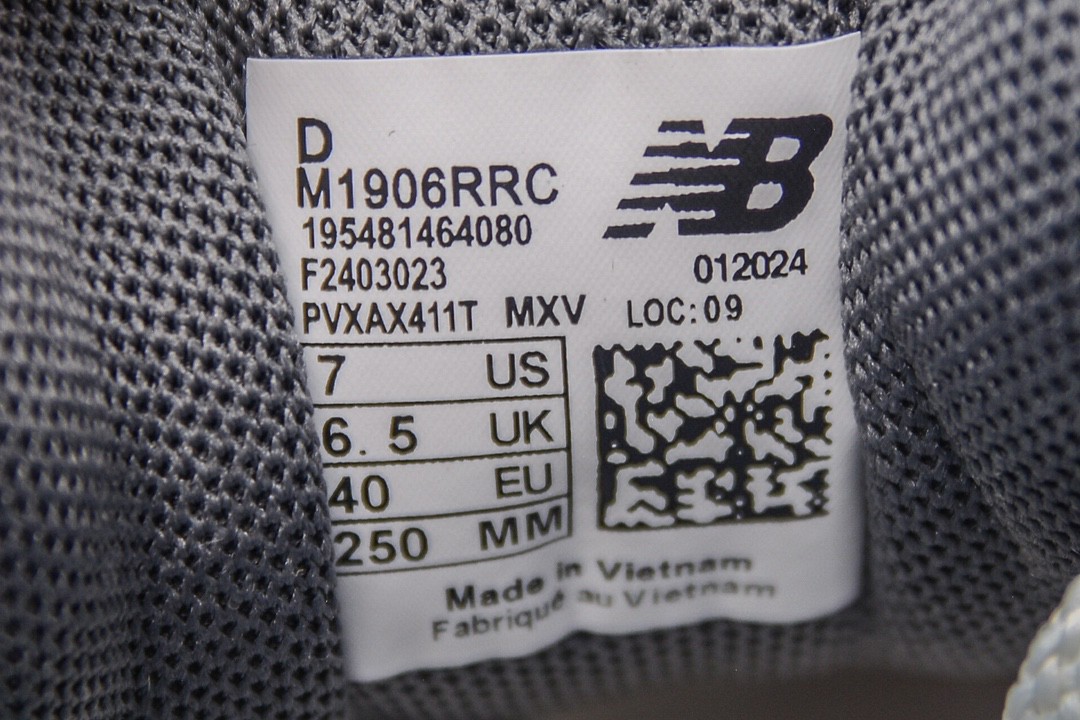 D
M1906RRC
NB
195481464080
F2403023
012024
PVXAX411T MXV LOC:09
7 US
6.5 UK
40 EU
250 MM
Made in Vietnam
Fabriqué au Vietnam